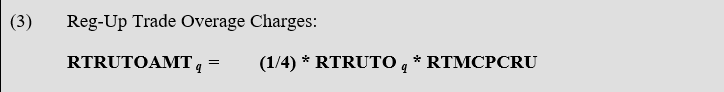 (3) Reg-Up Trade Overage Charges:
RTRUTOAMT q = (1/4) * RTRUTO q * RTMCPCRU